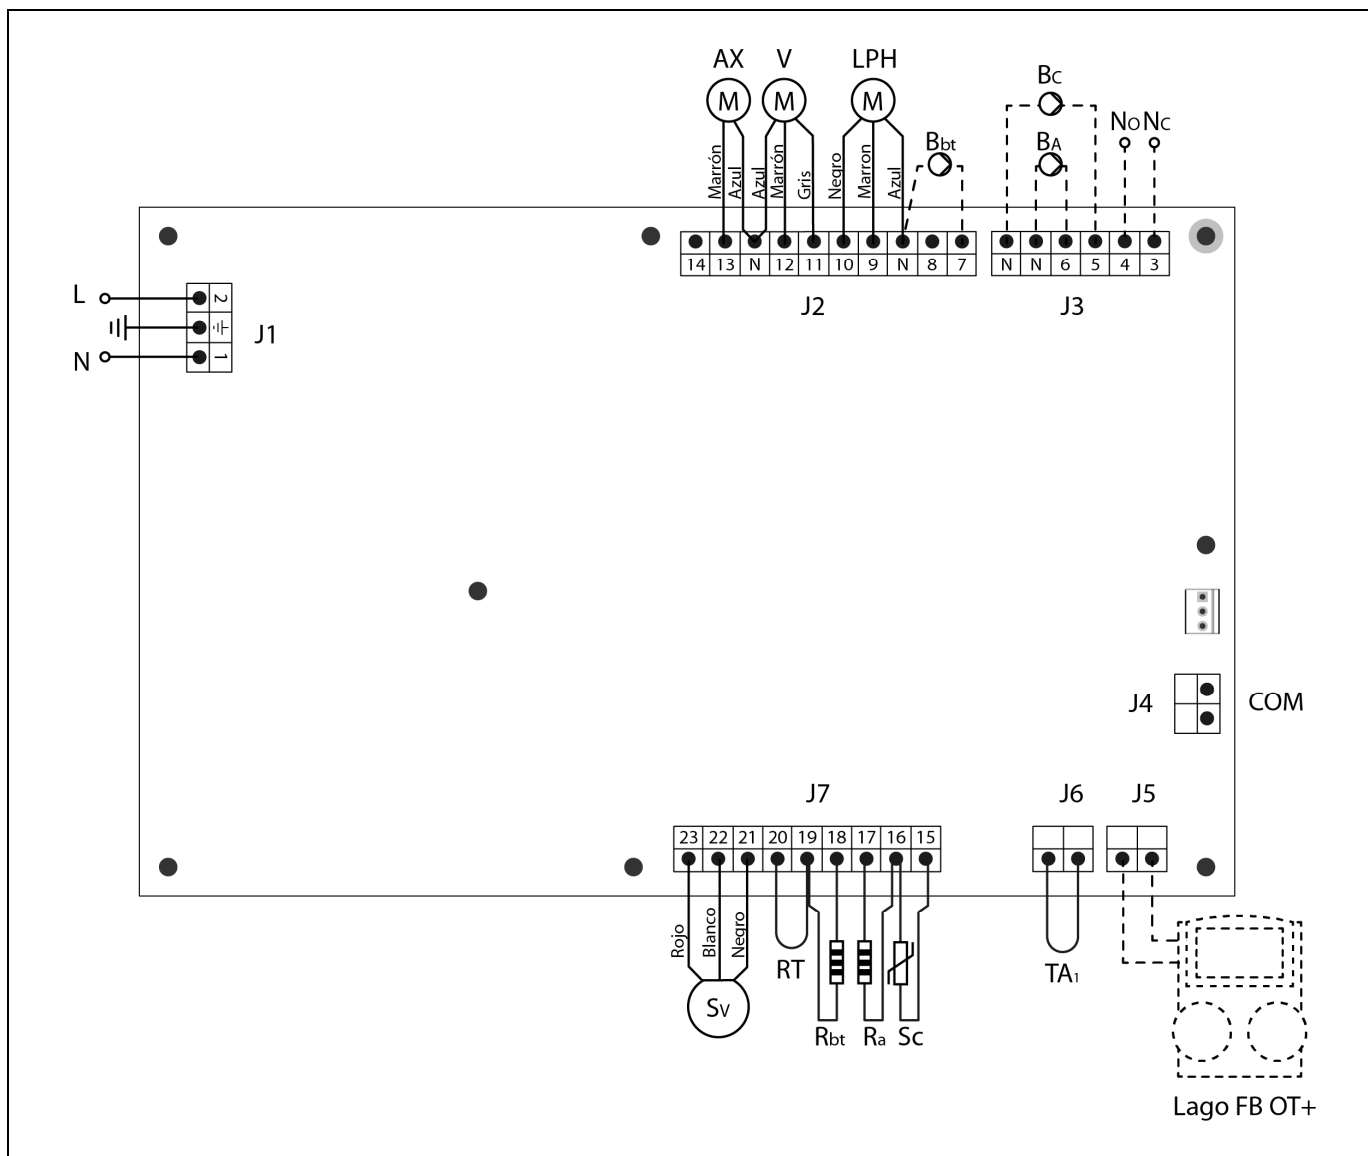 AX V LPH
M M M
BC
NO NC
Bbt
BA
Marrón
Azul
Azul
Marrón
Gris
Negro
Marron
Azul
14 13 N 12 11 10 9 N 8 7
N N 6 5 4 3
J2
J3
L
2
N
1
J1
J4
COM
J7
J6
J5
23 22 21 20 19 18 17 16 15
Rojo
Blanco
Negro
SV
RT
Rbt Ra SC
TA1
Lago FB OT+